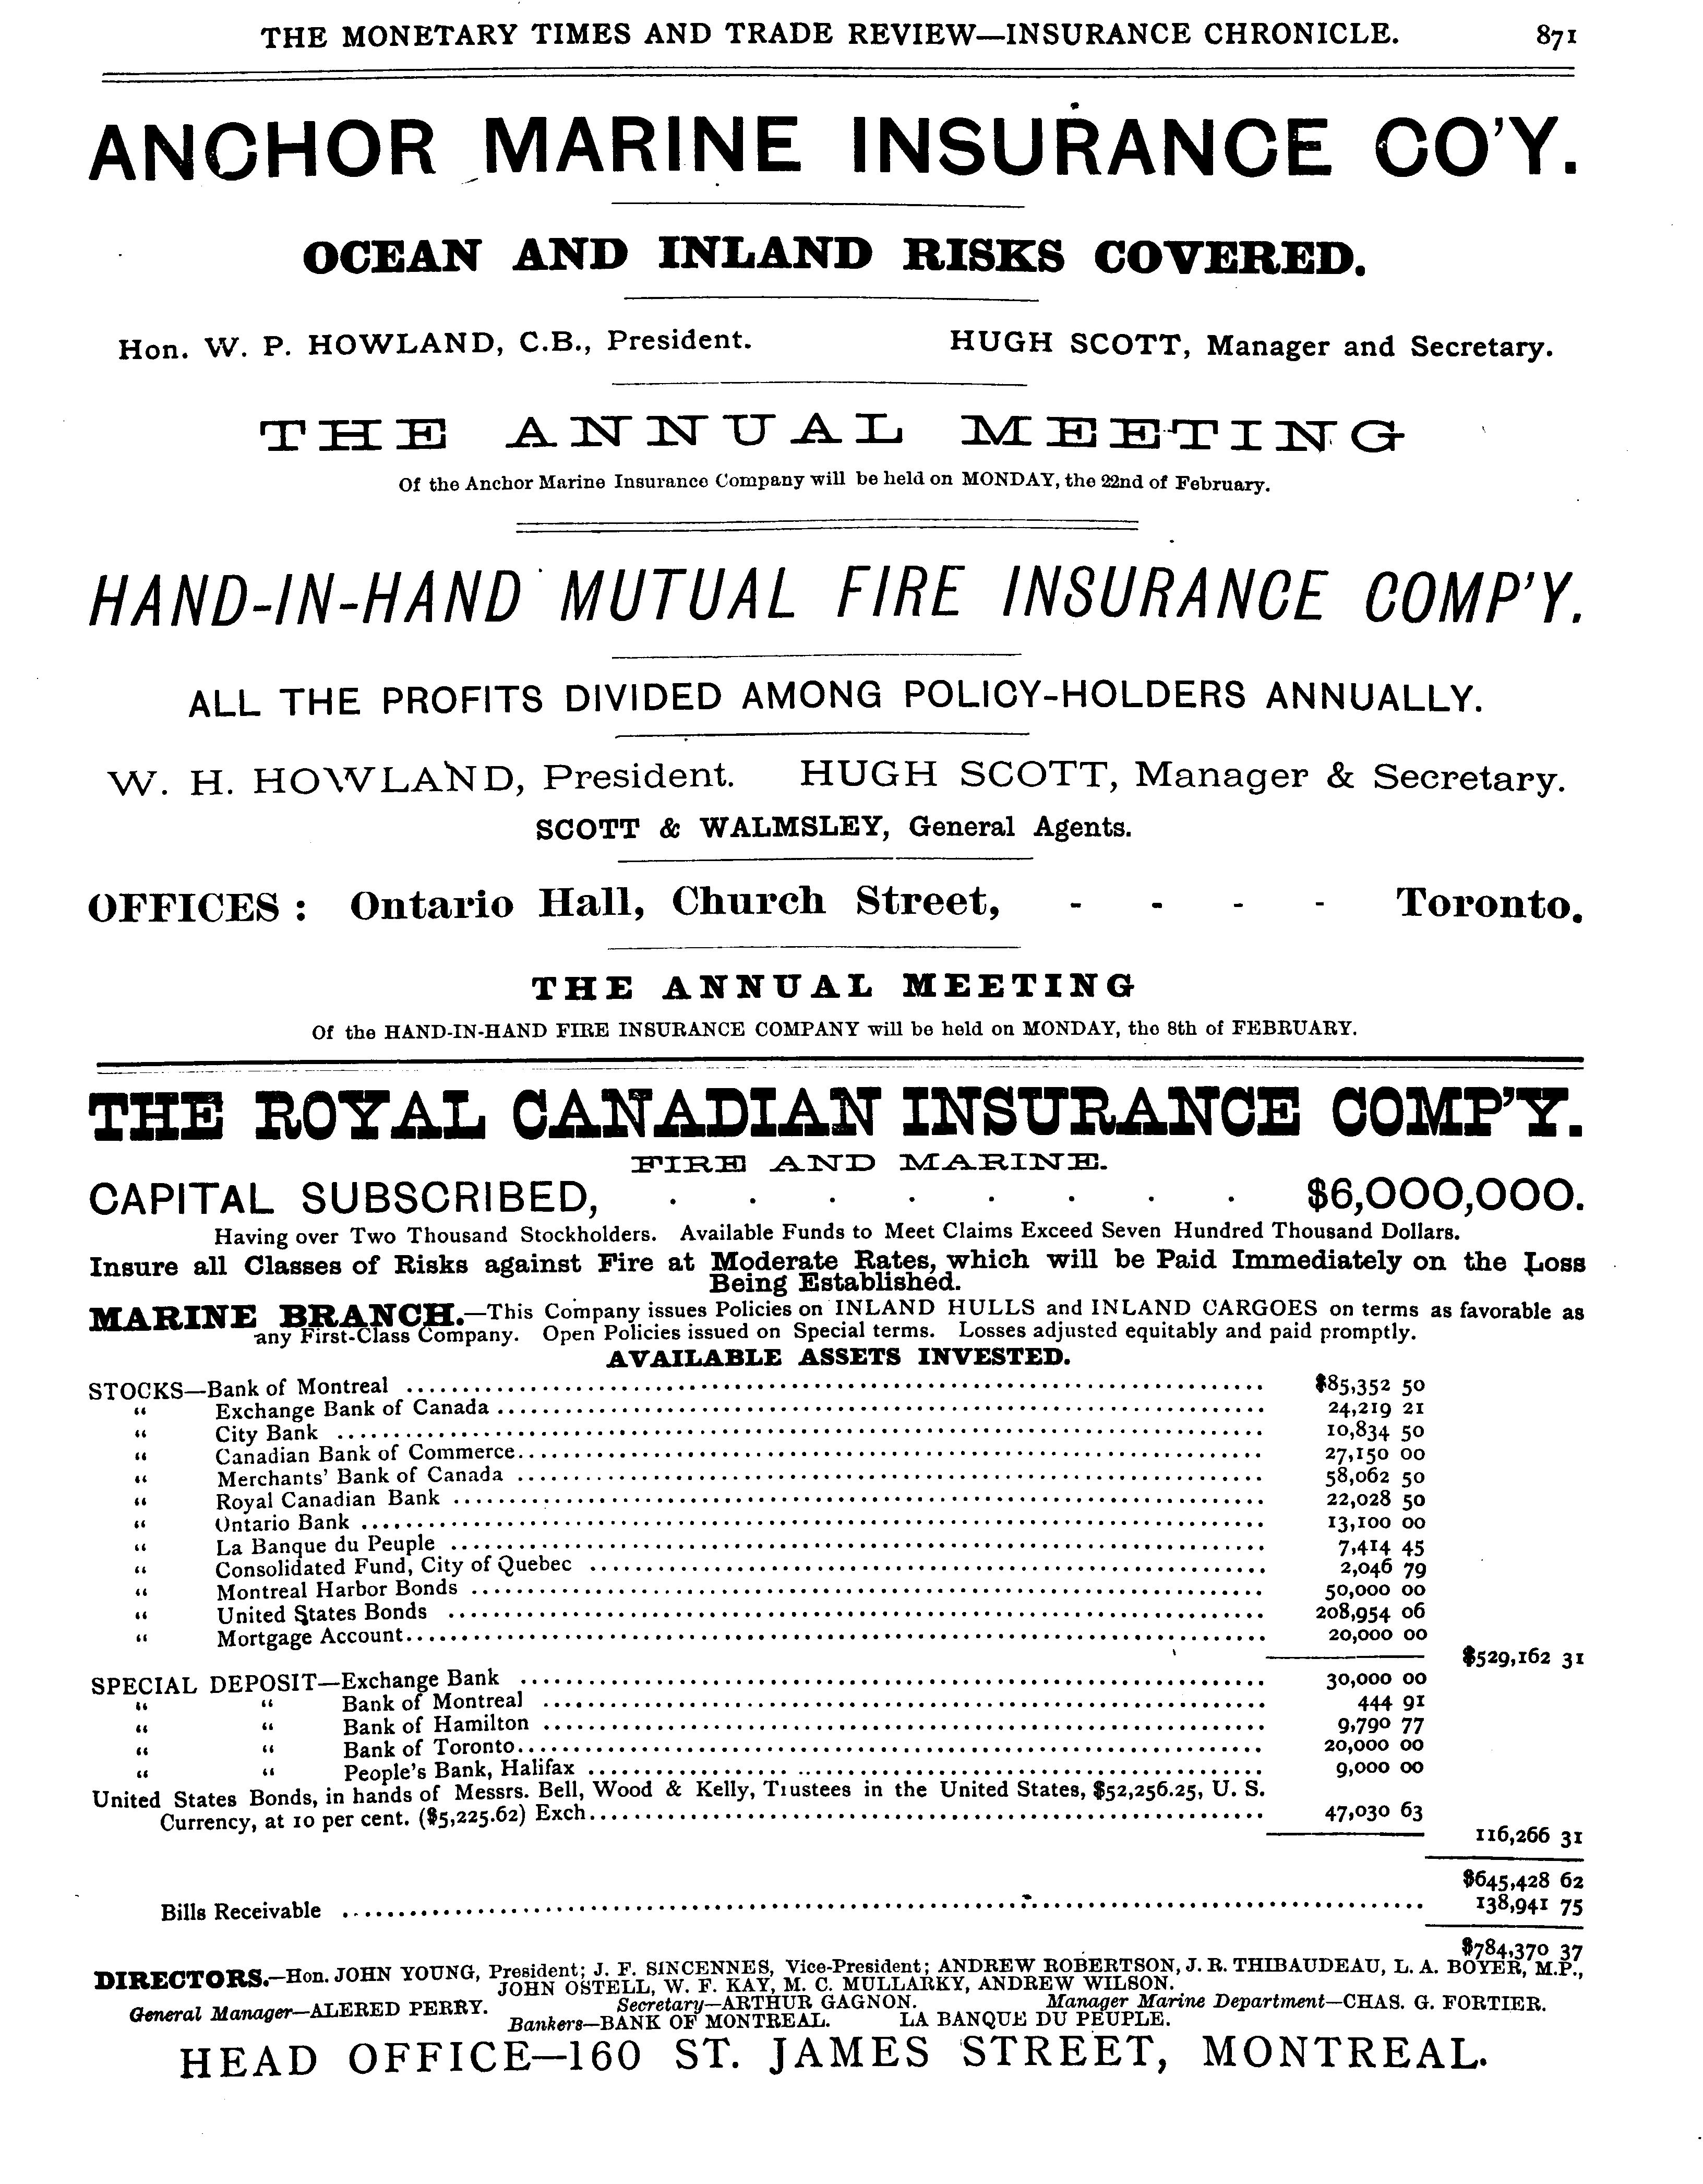 THE MONETARY TIMES AND TRADE REVIEW—INSURANCE CHRONICLE. 871
ANCHOR MARINE INSURANCE CO'Y.
OCEAN AND INLAND RISKS COVERED.
Hon. W. P. HOWLAND, C.B., President. HUGH SCOTT, Manager and Secretary.
THE ANNUAL MEETING
Of the Anchor Marine Insurance Company will be held on MONDAY, the 22nd of February.
HAND-IN-HAND MUTUAL FIRE INSURANCE COMP'Y.
ALL THE PROFITS DIVIDED AMONG POLICY-HOLDERS ANNUALLY.
W. H. HOWLAND, President. HUGH SCOTT, Manager & Secretary.
SCOTT & WALMSLEY, General Agents.
OFFICES: Ontario Hall, Church Street, - - - - Toronto.
THE ANNUAL MEETING
Of the HAND-IN-HAND FIRE INSURANCE COMPANY will be held on MONDAY, the 8th of FEBRUARY.
THE ROYAL CANADIAN INSURANCE COMP'Y.
FIRE AND MARINE.
CAPITAL SUBSCRIBED, . . . . . . . . $6,000,000.
Having over Two Thousand Stockholders. Available Funds to Meet Claims Exceed Seven Hundred Thousand Dollars.
Insure all Classes of Risks against Fire at Moderate Rates, which will be Paid Immediately on the Loss
Being Established.
MARINE BRANCH.—This Company issues Policies on INLAND HULLS and INLAND CARGOES on terms as favorable as
any First-Class Company. Open Policies issued on Special terms. Losses adjusted equitably and paid promptly.
AVAILABLE ASSETS INVESTED.
STOCKS—Bank of Montreal ........ $85,352 50
" Exchange Bank of Canada ........ 24,219 21
" City Bank ........ 10,834 50
" Canadian Bank of Commerce ........ 27,150 00
" Merchants' Bank of Canada ........ 58,062 50
" Royal Canadian Bank ........ 22,028 50
" Ontario Bank ........ 13,100 00
" La Banque du Peuple ........ 7,414 45
" Consolidated Fund, City of Quebec ........ 2,046 79
" Montreal Harbor Bonds ........ 50,000 00
" United States Bonds ........ 208,954 06
" Mortgage Account ........ 20,000 00
$529,162 31
SPECIAL DEPOSIT—Exchange Bank ........ 30,000 00
" " Bank of Montreal ........ 444 91
" " Bank of Hamilton ........ 9,790 77
" " Bank of Toronto ........ 20,000 00
" " People's Bank, Halifax ........ 9,000 00
United States Bonds, in hands of Messrs. Bell, Wood & Kelly, Trustees in the United States, $52,256.25, U. S.
Currency, at 10 per cent. ($5,225.62) Exch ........ 47,030 63
116,266 31
$645,428 62
Bills Receivable ........ 138,941 75
$784,370 37
DIRECTORS.—Hon. JOHN YOUNG, President; J. F. SINCENNES, Vice-President; ANDREW ROBERTSON, J. R. THIBAUDEAU, L. A. BOYER, M.P.,
JOHN OSTELL, W. F. KAY, M. C. MULLARKY, ANDREW WILSON.
General Manager—ALERED PERRY. Secretary—ARTHUR GAGNON. Manager Marine Department—CHAS. G. FORTIER.
Bankers—BANK OF MONTREAL. LA BANQUE DU PEUPLE.
HEAD OFFICE—160 ST. JAMES STREET, MONTREAL.